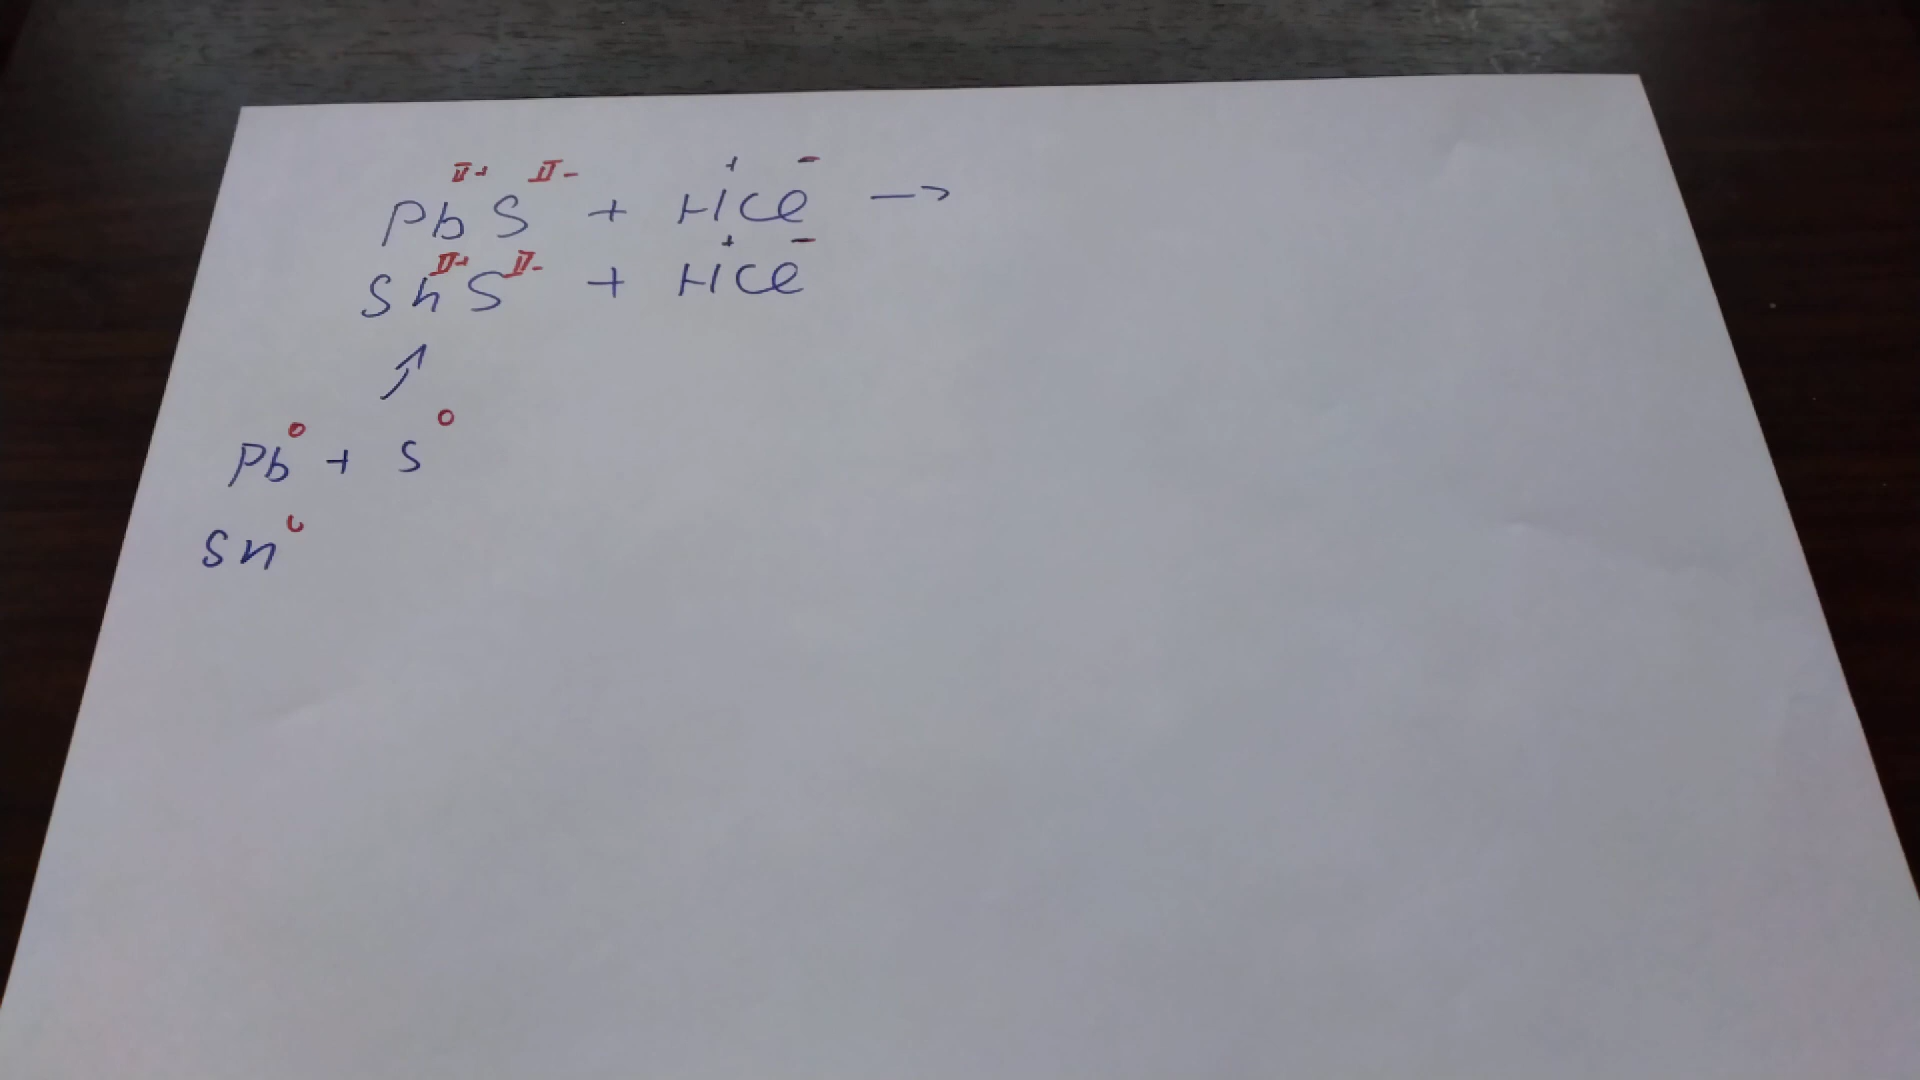 II+ II- + -
PbS + HCl →
II+ II- + -
SnS + HCl
↗
0 0
Pb + S
0
Sn